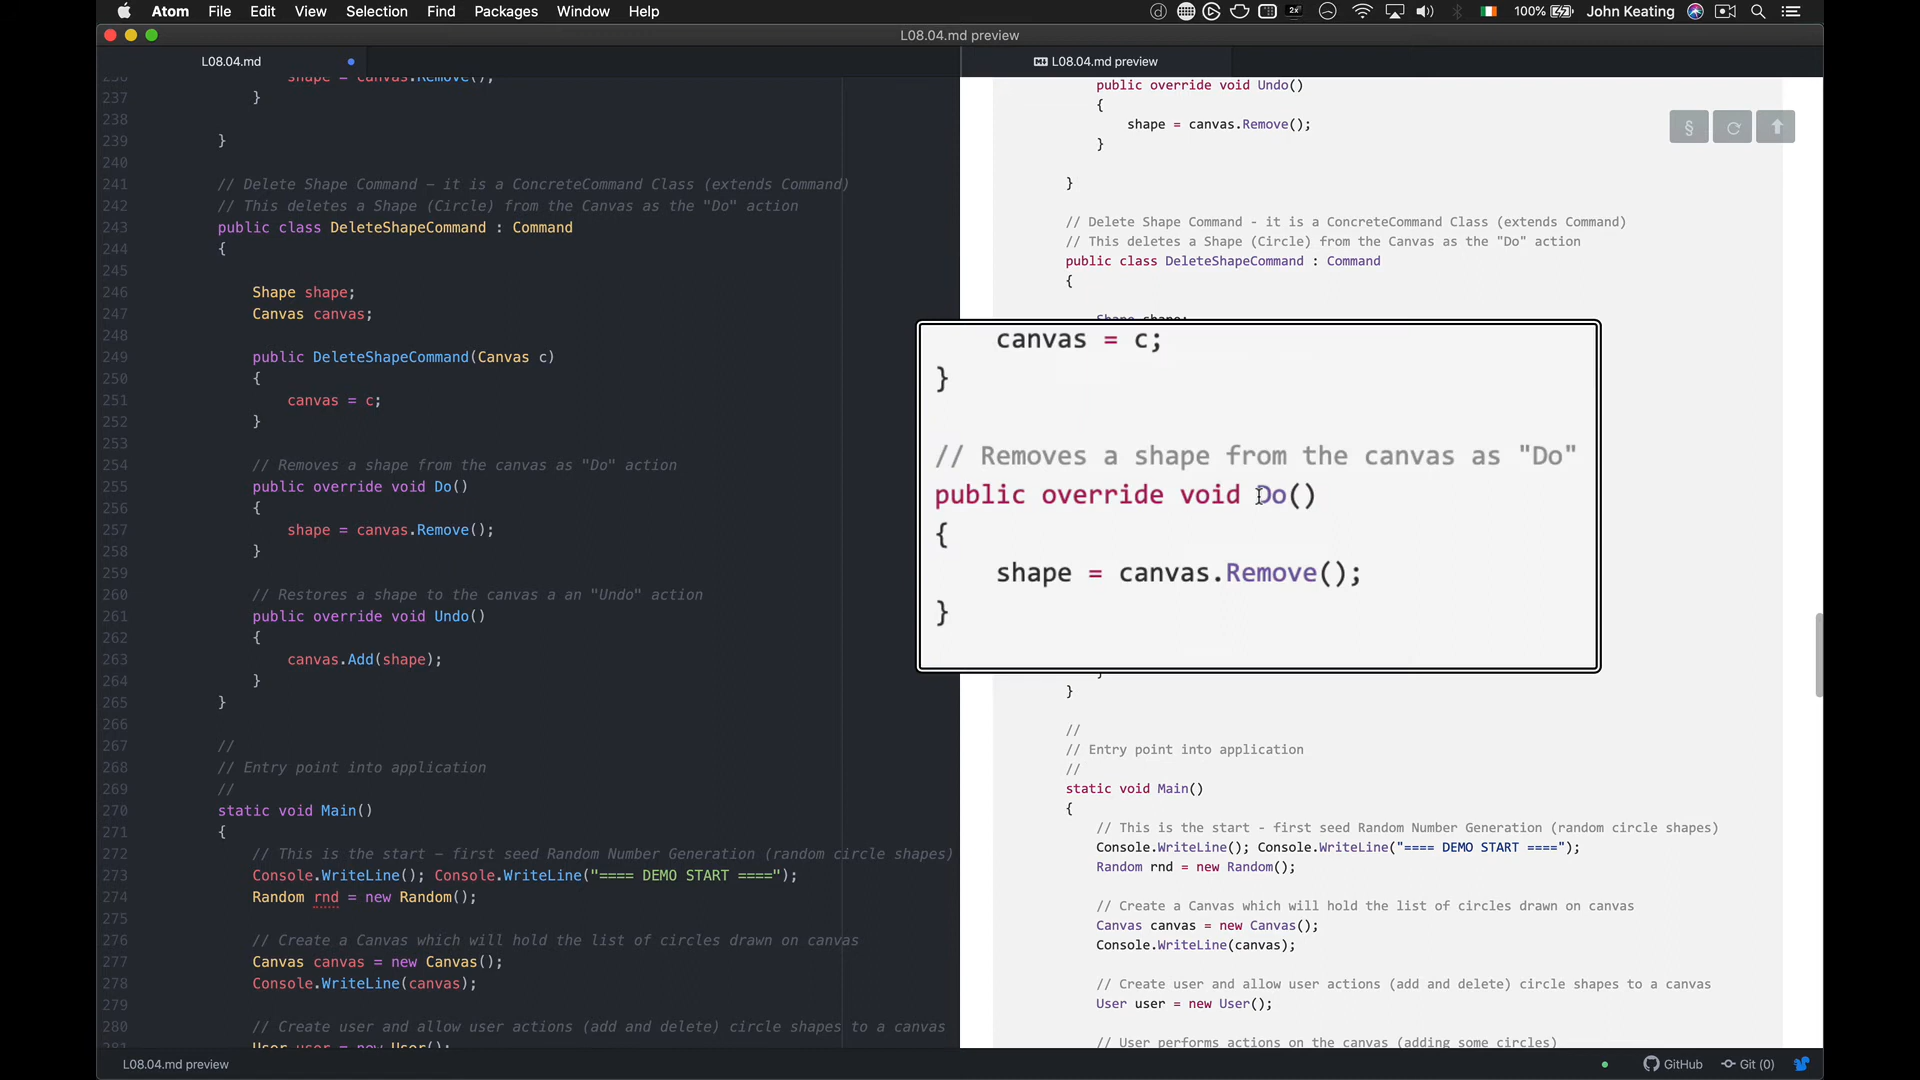 Atom File Edit View Selection Find Packages Window Help
2x 100% John Keating
L08.04.md preview
L08.04.md
L08.04.md preview
236 shape = canvas.Remove();
237 }
238
239 }
240
241 // Delete Shape Command - it is a ConcreteCommand Class (extends Command)
242 // This deletes a Shape (Circle) from the Canvas as the "Do" action
243 public class DeleteShapeCommand : Command
244 {
245
246 Shape shape;
247 Canvas canvas;
248
249 public DeleteShapeCommand(Canvas c)
250 {
251 canvas = c;
252 }
253
254 // Removes a shape from the canvas as "Do" action
255 public override void Do()
256 {
257 shape = canvas.Remove();
258 }
259
260 // Restores a shape to the canvas a an "Undo" action
261 public override void Undo()
262 {
263 canvas.Add(shape);
264 }
265 }
266
267 //
268 // Entry point into application
269 //
270 static void Main()
271 {
272 // This is the start - first seed Random Number Generation (random circle shapes)
273 Console.WriteLine(); Console.WriteLine("==== DEMO START ====");
274 Random rnd = new Random();
275
276 // Create a Canvas which will hold the list of circles drawn on canvas
277 Canvas canvas = new Canvas();
278 Console.WriteLine(canvas);
279
280 // Create user and allow user actions (add and delete) circle shapes to a canvas
281 User user = new User();
public override void Undo()
{
shape = canvas.Remove();
}
}
// Delete Shape Command - it is a ConcreteCommand Class (extends Command)
// This deletes a Shape (Circle) from the Canvas as the "Do" action
public class DeleteShapeCommand : Command
{
Shape shape;
canvas = c;
}
// Removes a shape from the canvas as "Do"
public override void Do()
{
shape = canvas.Remove();
}
}
}
//
// Entry point into application
//
static void Main()
{
// This is the start - first seed Random Number Generation (random circle shapes)
Console.WriteLine(); Console.WriteLine("==== DEMO START ====");
Random rnd = new Random();
// Create a Canvas which will hold the list of circles drawn on canvas
Canvas canvas = new Canvas();
Console.WriteLine(canvas);
// Create user and allow user actions (add and delete) circle shapes to a canvas
User user = new User();
// User performs actions on the canvas (adding some circles)
§
L08.04.md preview
GitHub Git (0)